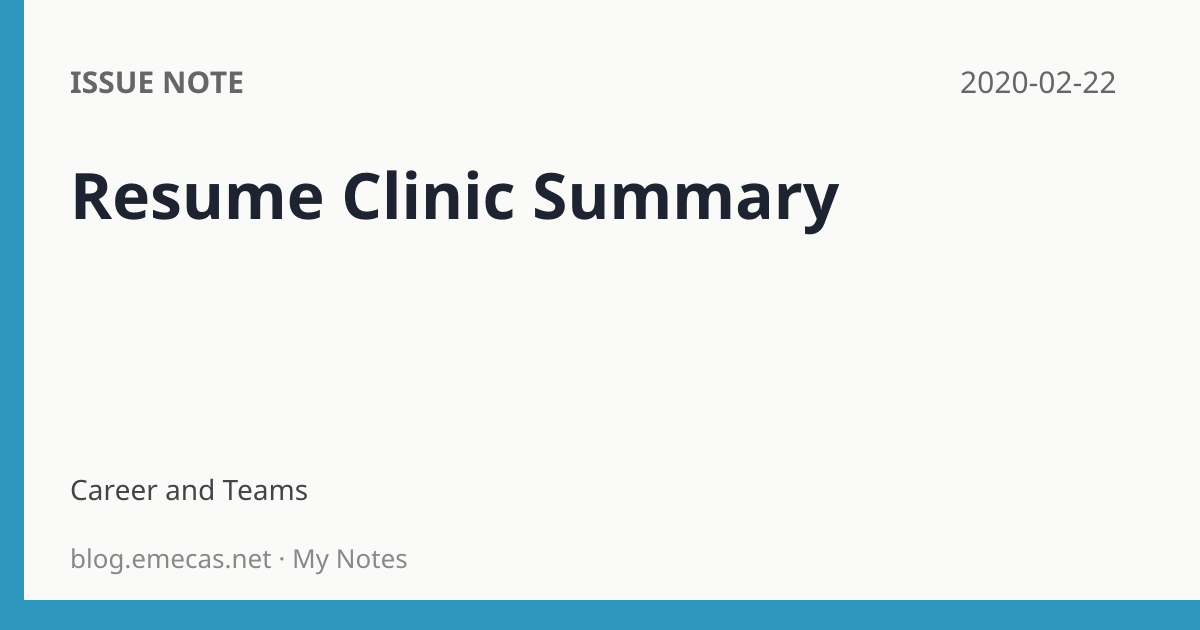 ISSUE NOTE
2020-02-22
Resume Clinic Summary
Career and Teams
blog.emecas.net · My Notes